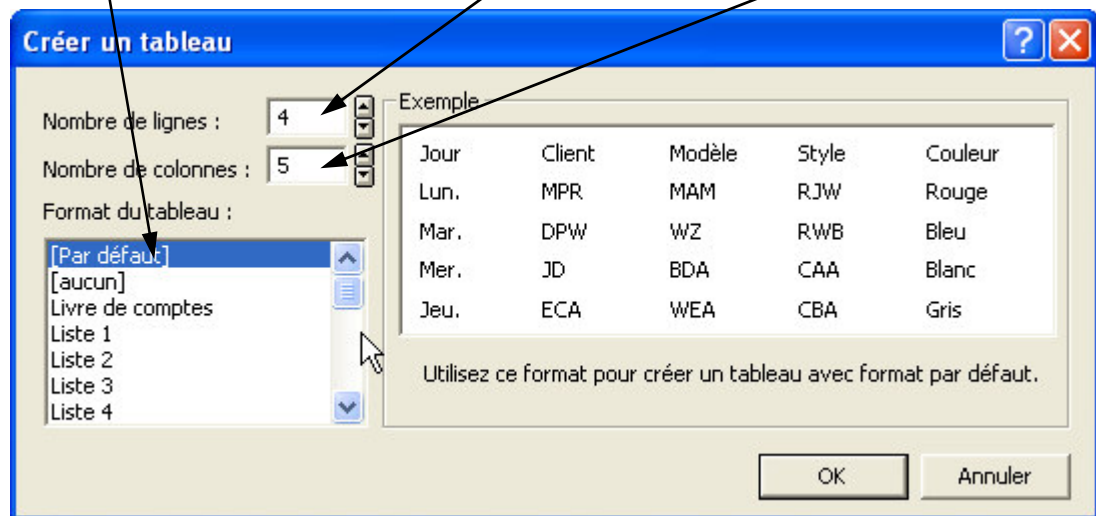 Créer un tableau
Nombre de lignes : 4
Nombre de colonnes : 5
Format du tableau :
[Par défaut]
[aucun]
Livre de comptes
Liste 1
Liste 2
Liste 3
Liste 4
Exemple
Jour Client Modèle Style Couleur
Lun. MPR MAM RJW Rouge
Mar. DPW WZ RWB Bleu
Mer. JD BDA CAA Blanc
Jeu. ECA WEA CBA Gris
Utilisez ce format pour créer un tableau avec format par défaut.
OK Annuler